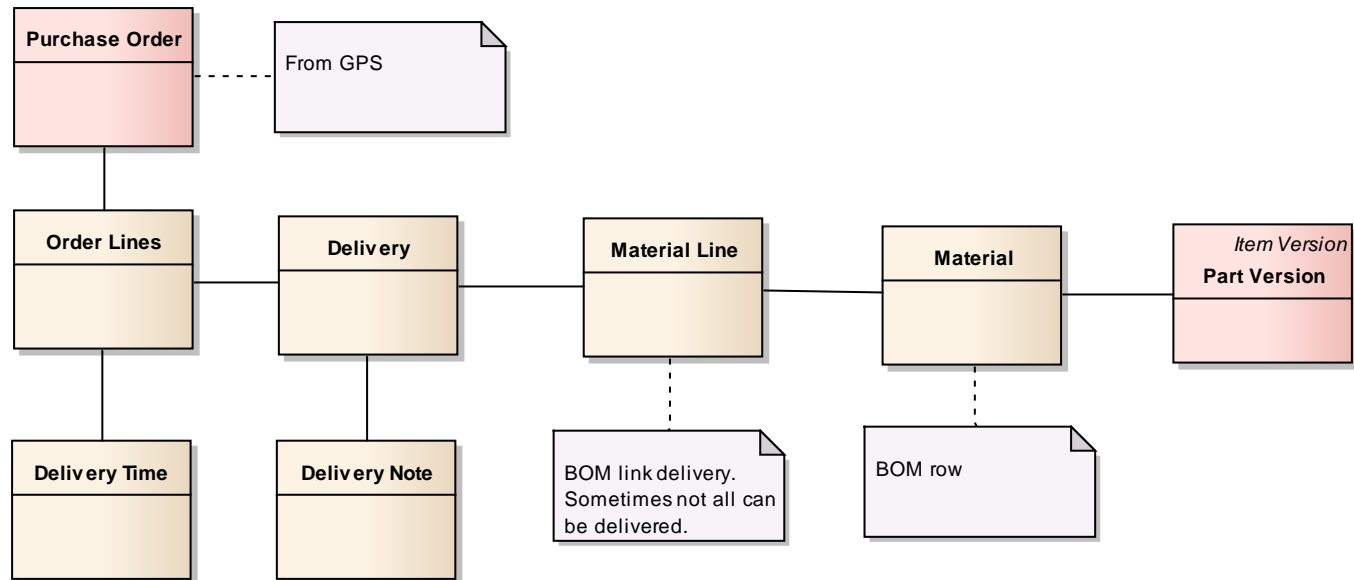 Purchase Order
From GPS
Order Lines
Delivery
Material Line
Material
Item Version
Part Version
Delivery Time
Delivery Note
BOM link delivery.
Sometimes not all can
be delivered.
BOM row